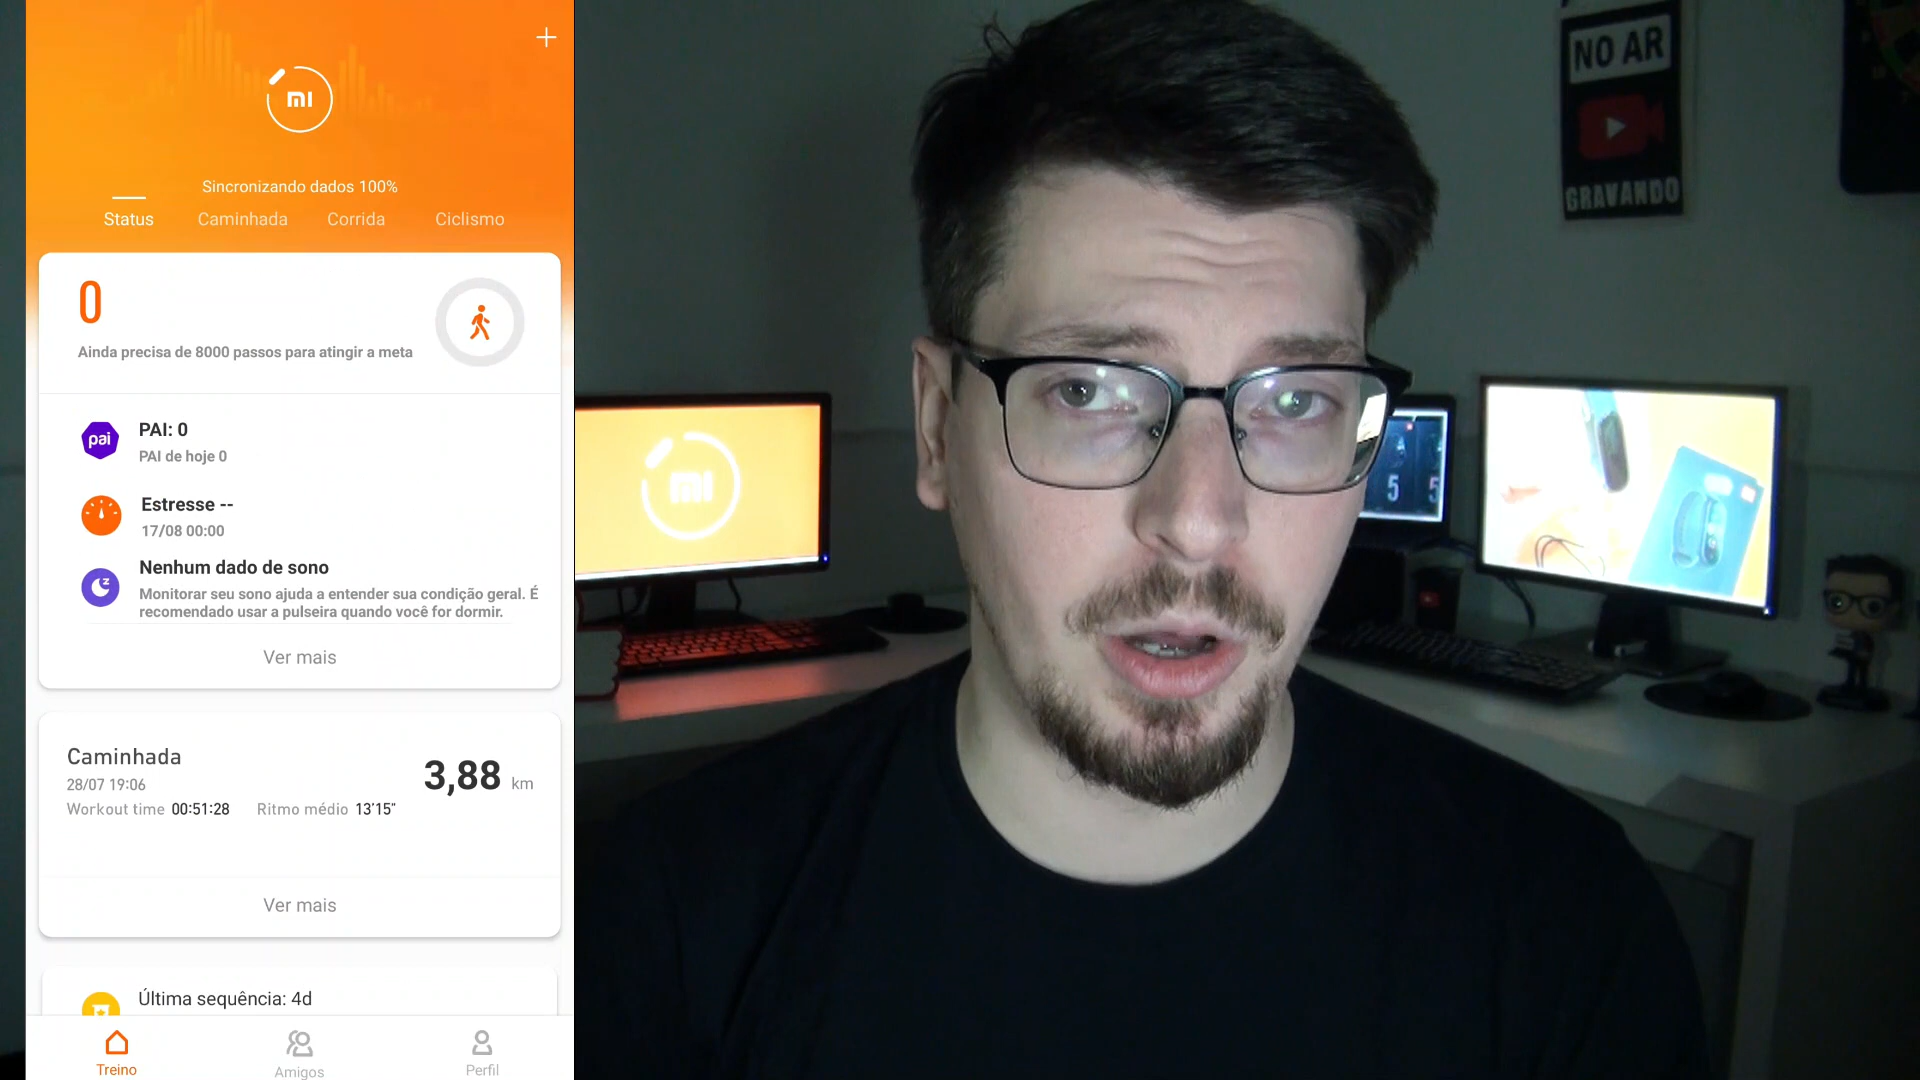 mi
Sincronizando dados 100%
Status Caminhada Corrida Ciclismo
0
Ainda precisa de 8000 passos para atingir a meta
pai PAI: 0
PAI de hoje 0
Estresse --
17/08 00:00
Nenhum dado de sono
Monitorar seu sono ajuda a entender sua condição geral. É
recomendado usar a pulseira quando você for dormir.
Ver mais
Caminhada
28/07 19:06
3,88 km
Workout time 00:51:28 Ritmo médio 13'15"
Ver mais
Última sequência: 4d
Treino Amigos Perfil
mi
NO AR
GRAVANDO
5 5